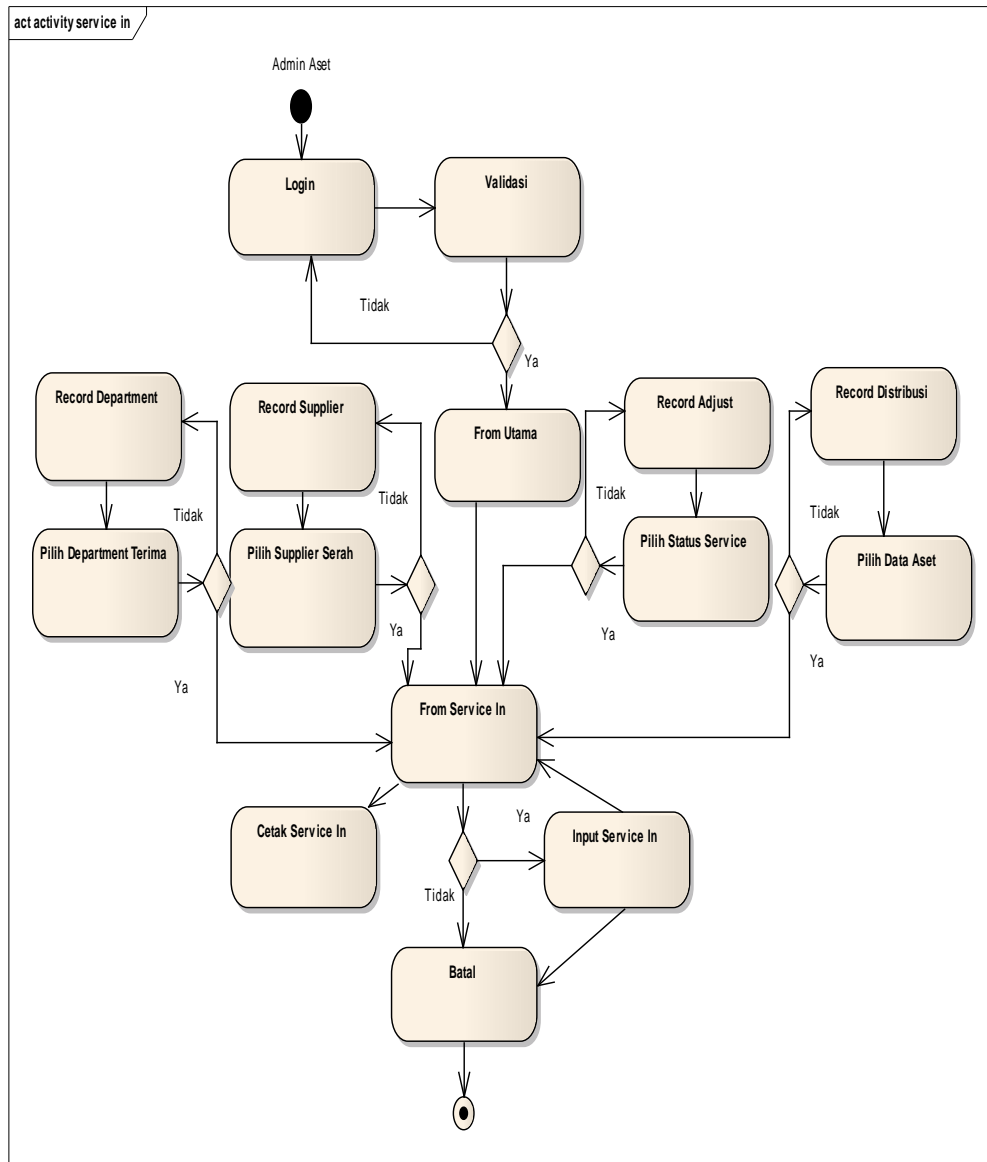 act activity service in
Admin Aset
Login
Validasi
Tidak
Ya
Record Department
Record Supplier
From Utama
Record Adjust
Record Distribusi
Tidak
Tidak
Tidak
Tidak
Pilih Department Terima
Pilih Supplier Serah
Pilih Status Service
Pilih Data Aset
Ya
Ya
Ya
Ya
From Service In
Cetak Service In
Ya
Input Service In
Tidak
Batal